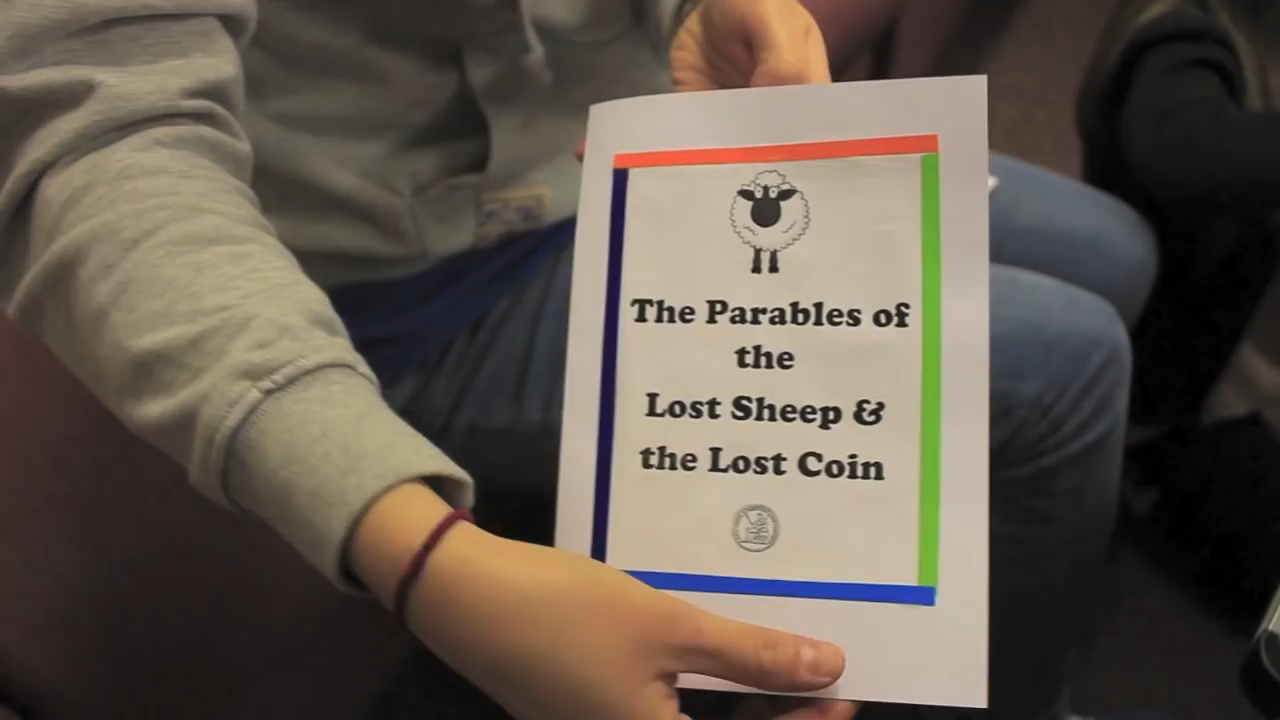 The Parables of
the
Lost Sheep &
the Lost Coin